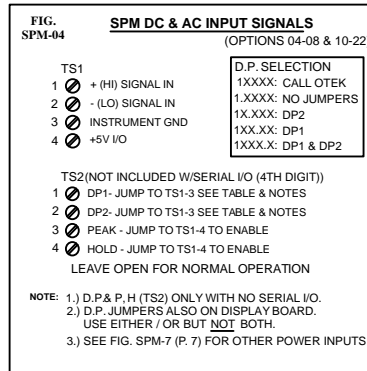 FIG.
SPM-04
SPM DC & AC INPUT SIGNALS
(OPTIONS 04-08 & 10-22
TS1
1 + (HI) SIGNAL IN
2 - (LO) SIGNAL IN
3 INSTRUMENT GND
4 +5V I/O
D.P. SELECTION
1XXXX: CALL OTEK
1.XXXX: NO JUMPERS
1X.XXX: DP2
1XX.XX: DP1
1XXX.X: DP1 & DP2
TS2(NOT INCLUDED W/SERIAL I/O (4TH DIGIT))
1 DP1- JUMP TO TS1-3 SEE TABLE & NOTES
2 DP2- JUMP TO TS1-3 SEE TABLE & NOTES
3 PEAK - JUMP TO TS1-4 TO ENABLE
4 HOLD - JUMP TO TS1-4 TO ENABLE
LEAVE OPEN FOR NORMAL OPERATION
NOTE: 1.) D.P.& P, H (TS2) ONLY WITH NO SERIAL I/O.
2.) D.P. JUMPERS ALSO ON DISPLAY BOARD.
USE EITHER / OR BUT NOT BOTH.
3.) SEE FIG. SPM-7 (P. 7) FOR OTHER POWER INPUTS